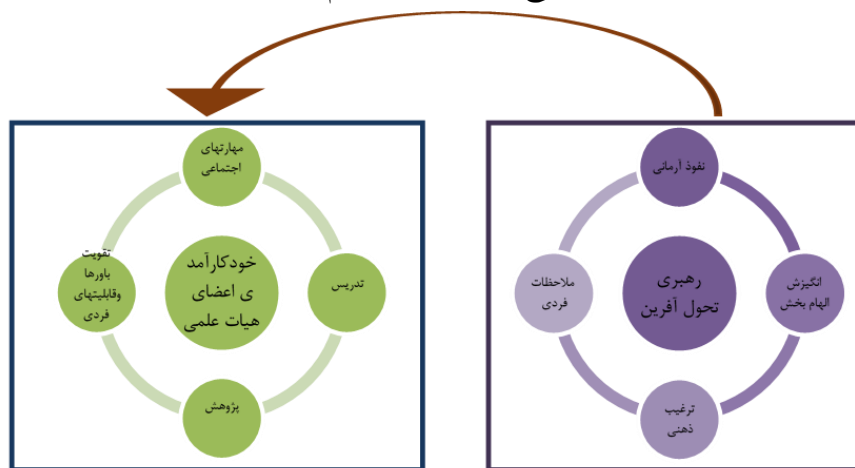 نفوذ آرمانی
انگیزش
الهام بخش
رهبری
تحول آفرین
ملاحظات
فردی
ترغیب
ذهنی
مهارتهای
اجتماعی
تدریس
خودکارآمد
ی اعضای
هیات علمی
تقویت
باورها
وقابلیتهای
فردی
پژوهش